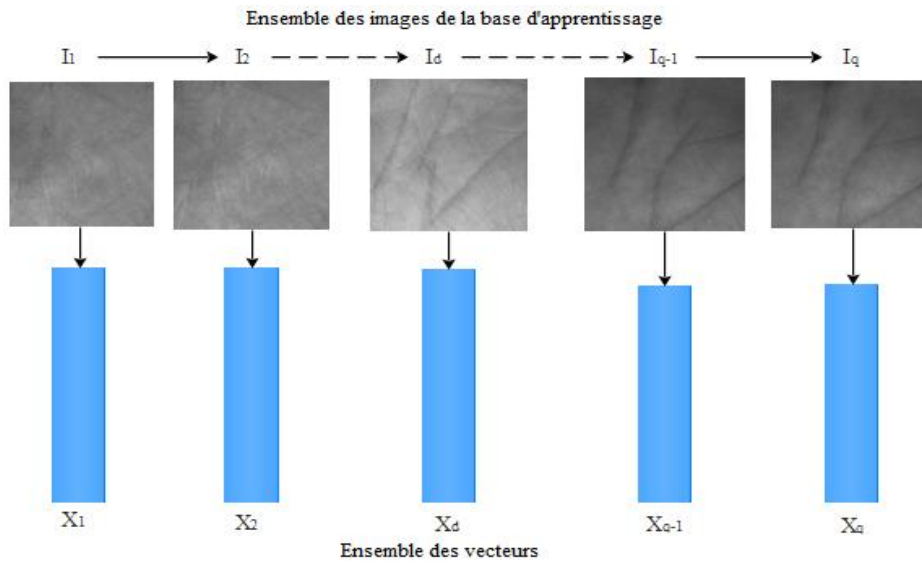 Ensemble des images de la base d'apprentissage
I1 I2 Id Iq-1 Iq
X1 X2 Xd Xq-1 Xq
Ensemble des vecteurs